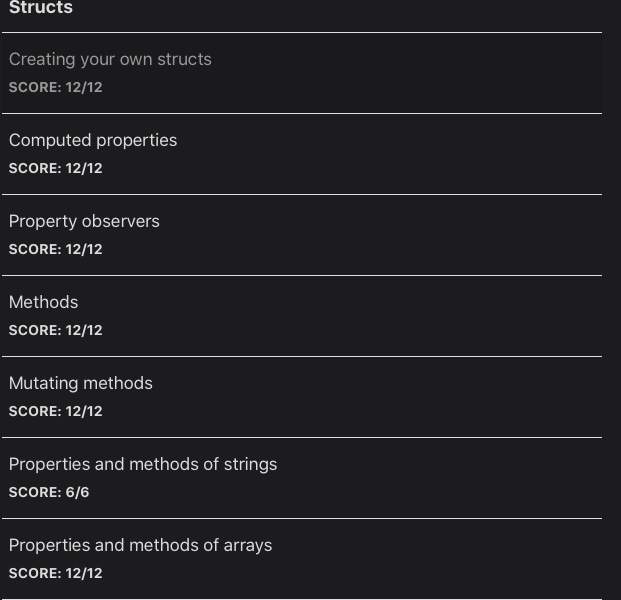 Structs
Creating your own structs
SCORE: 12/12
Computed properties
SCORE: 12/12
Property observers
SCORE: 12/12
Methods
SCORE: 12/12
Mutating methods
SCORE: 12/12
Properties and methods of strings
SCORE: 6/6
Properties and methods of arrays
SCORE: 12/12